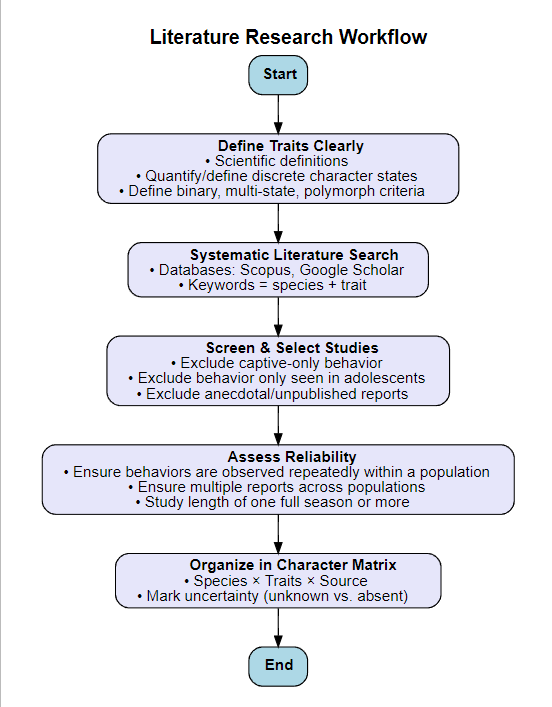 Literature Research Workflow
Start
Define Traits Clearly
• Scientific definitions
• Quantify/define discrete character states
• Define binary, multi-state, polymorph criteria
Systematic Literature Search
• Databases: Scopus, Google Scholar
• Keywords = species + trait
Screen & Select Studies
• Exclude captive-only behavior
• Exclude behavior only seen in adolescents
• Exclude anecdotal/unpublished reports
Assess Reliability
• Ensure behaviors are observed repeatedly within a population
• Ensure multiple reports across populations
• Study length of one full season or more
Organize in Character Matrix
• Species × Traits × Source
• Mark uncertainty (unknown vs. absent)
End